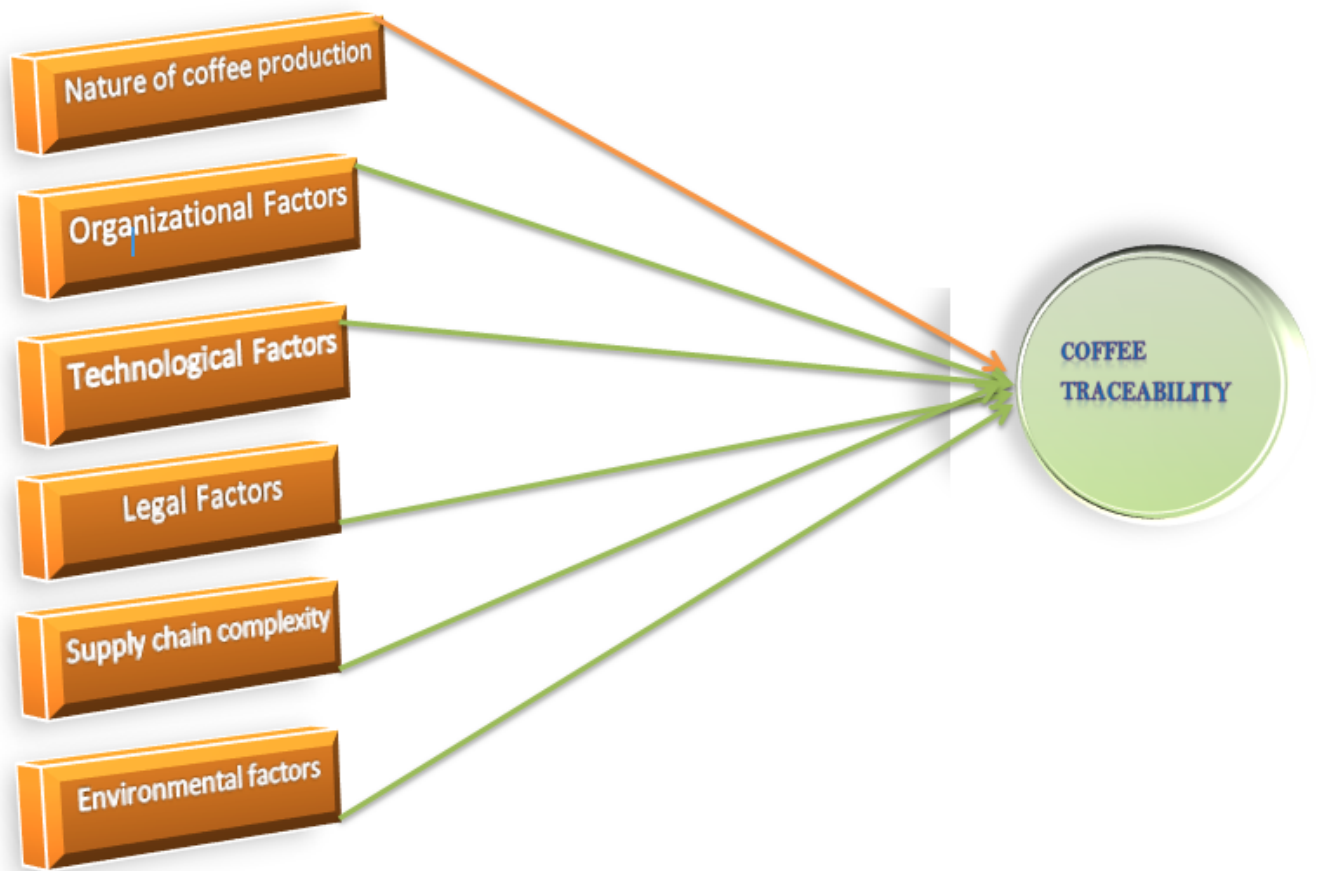 Nature of coffee production
Organizational Factors
Technological Factors
Legal Factors
Supply chain complexity
Environmental factors
COFFEE
TRACEABILITY